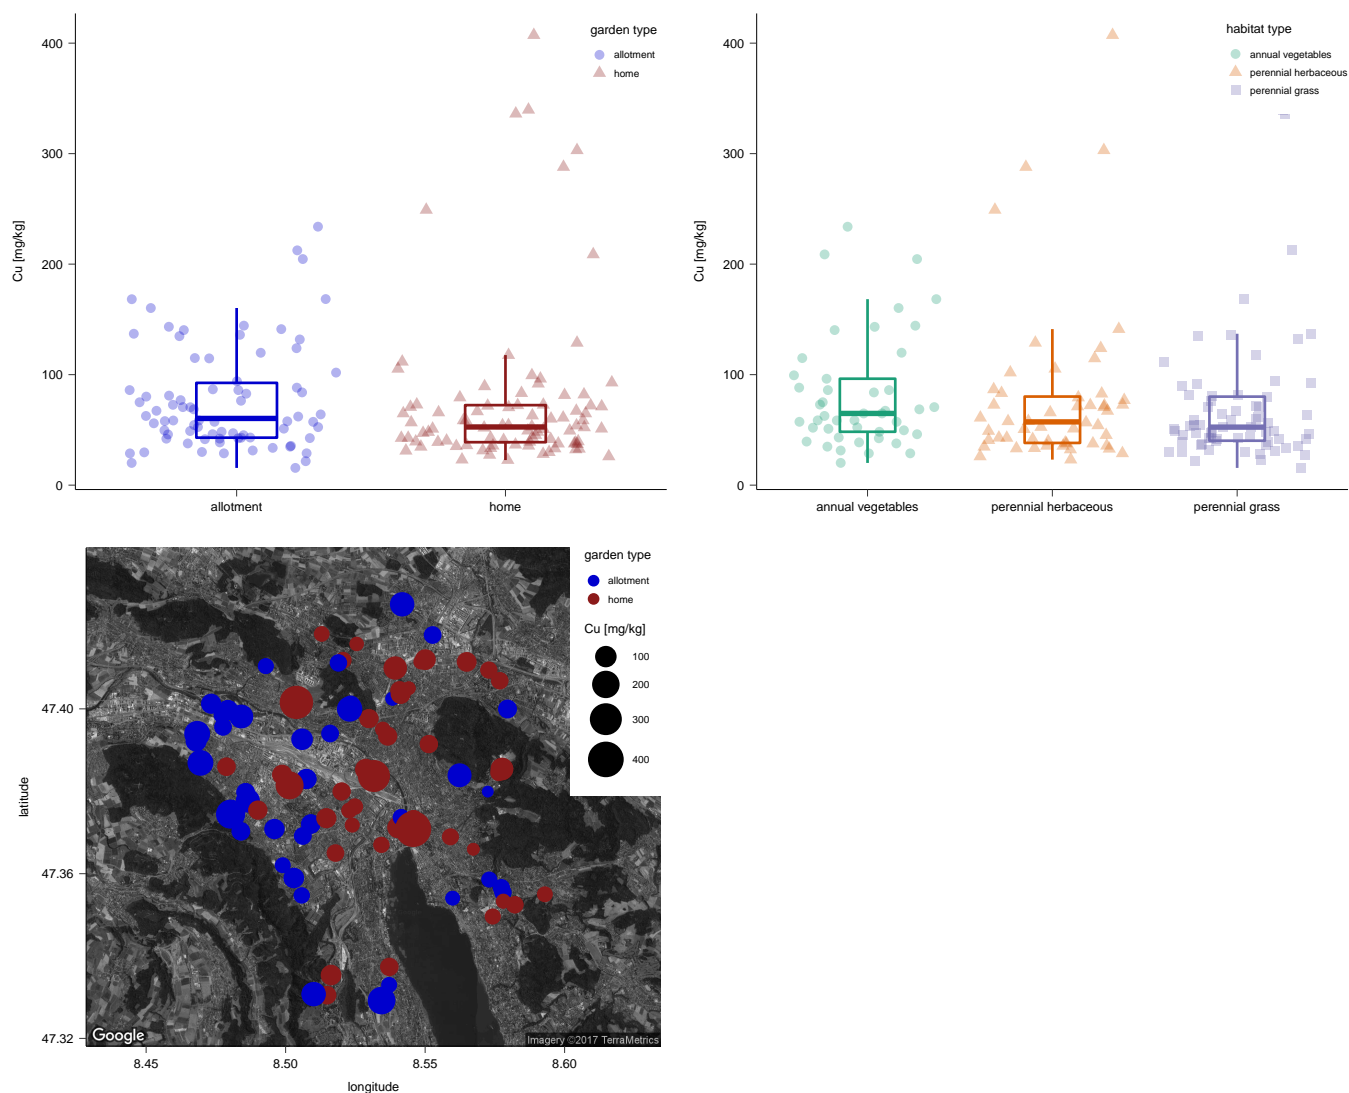 garden type
allotment
home
400
300
200
100
0
Cu [mg/kg]
allotment
home
habitat type
annual vegetables
perennial herbaceous
perennial grass
400
300
200
100
0
Cu [mg/kg]
annual vegetables
perennial herbaceous
perennial grass
garden type
allotment
home
Cu [mg/kg]
100
200
300
400
47.40
47.36
47.32
latitude
Google
Imagery ©2017 TerraMetrics
8.45
8.50
8.55
8.60
longitude